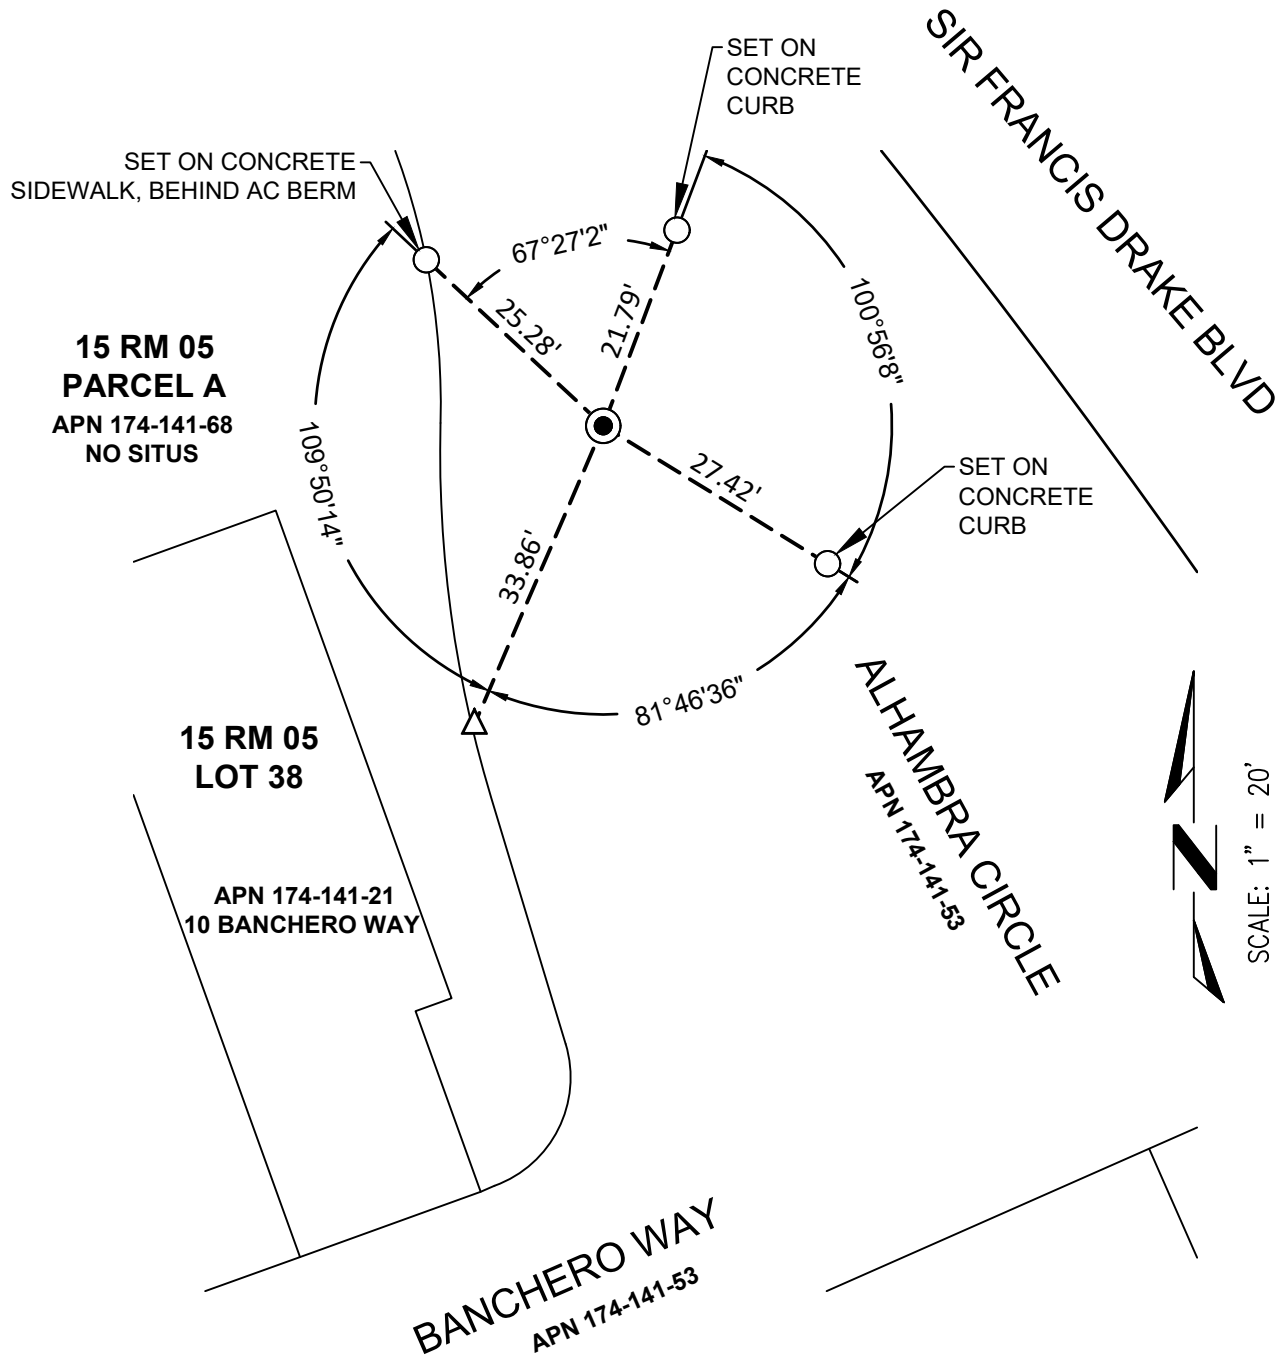 SIR FRANCIS DRAKE BLVD
SET ON
CONCRETE
CURB
SET ON CONCRETE
SIDEWALK, BEHIND AC BERM
67°27'2"
25.28'
21.79'
100°56'8"
15 RM 05
PARCEL A
APN 174-141-68
NO SITUS
109°50'14"
27.42'
SET ON
CONCRETE
CURB
33.86'
81°46'36"
15 RM 05
LOT 38
ALHAMBRA CIRCLE
APN 174-141-53
APN 174-141-21
10 BANCHERO WAY
N
SCALE: 1" = 20'
BANCHERO WAY
APN 174-141-53